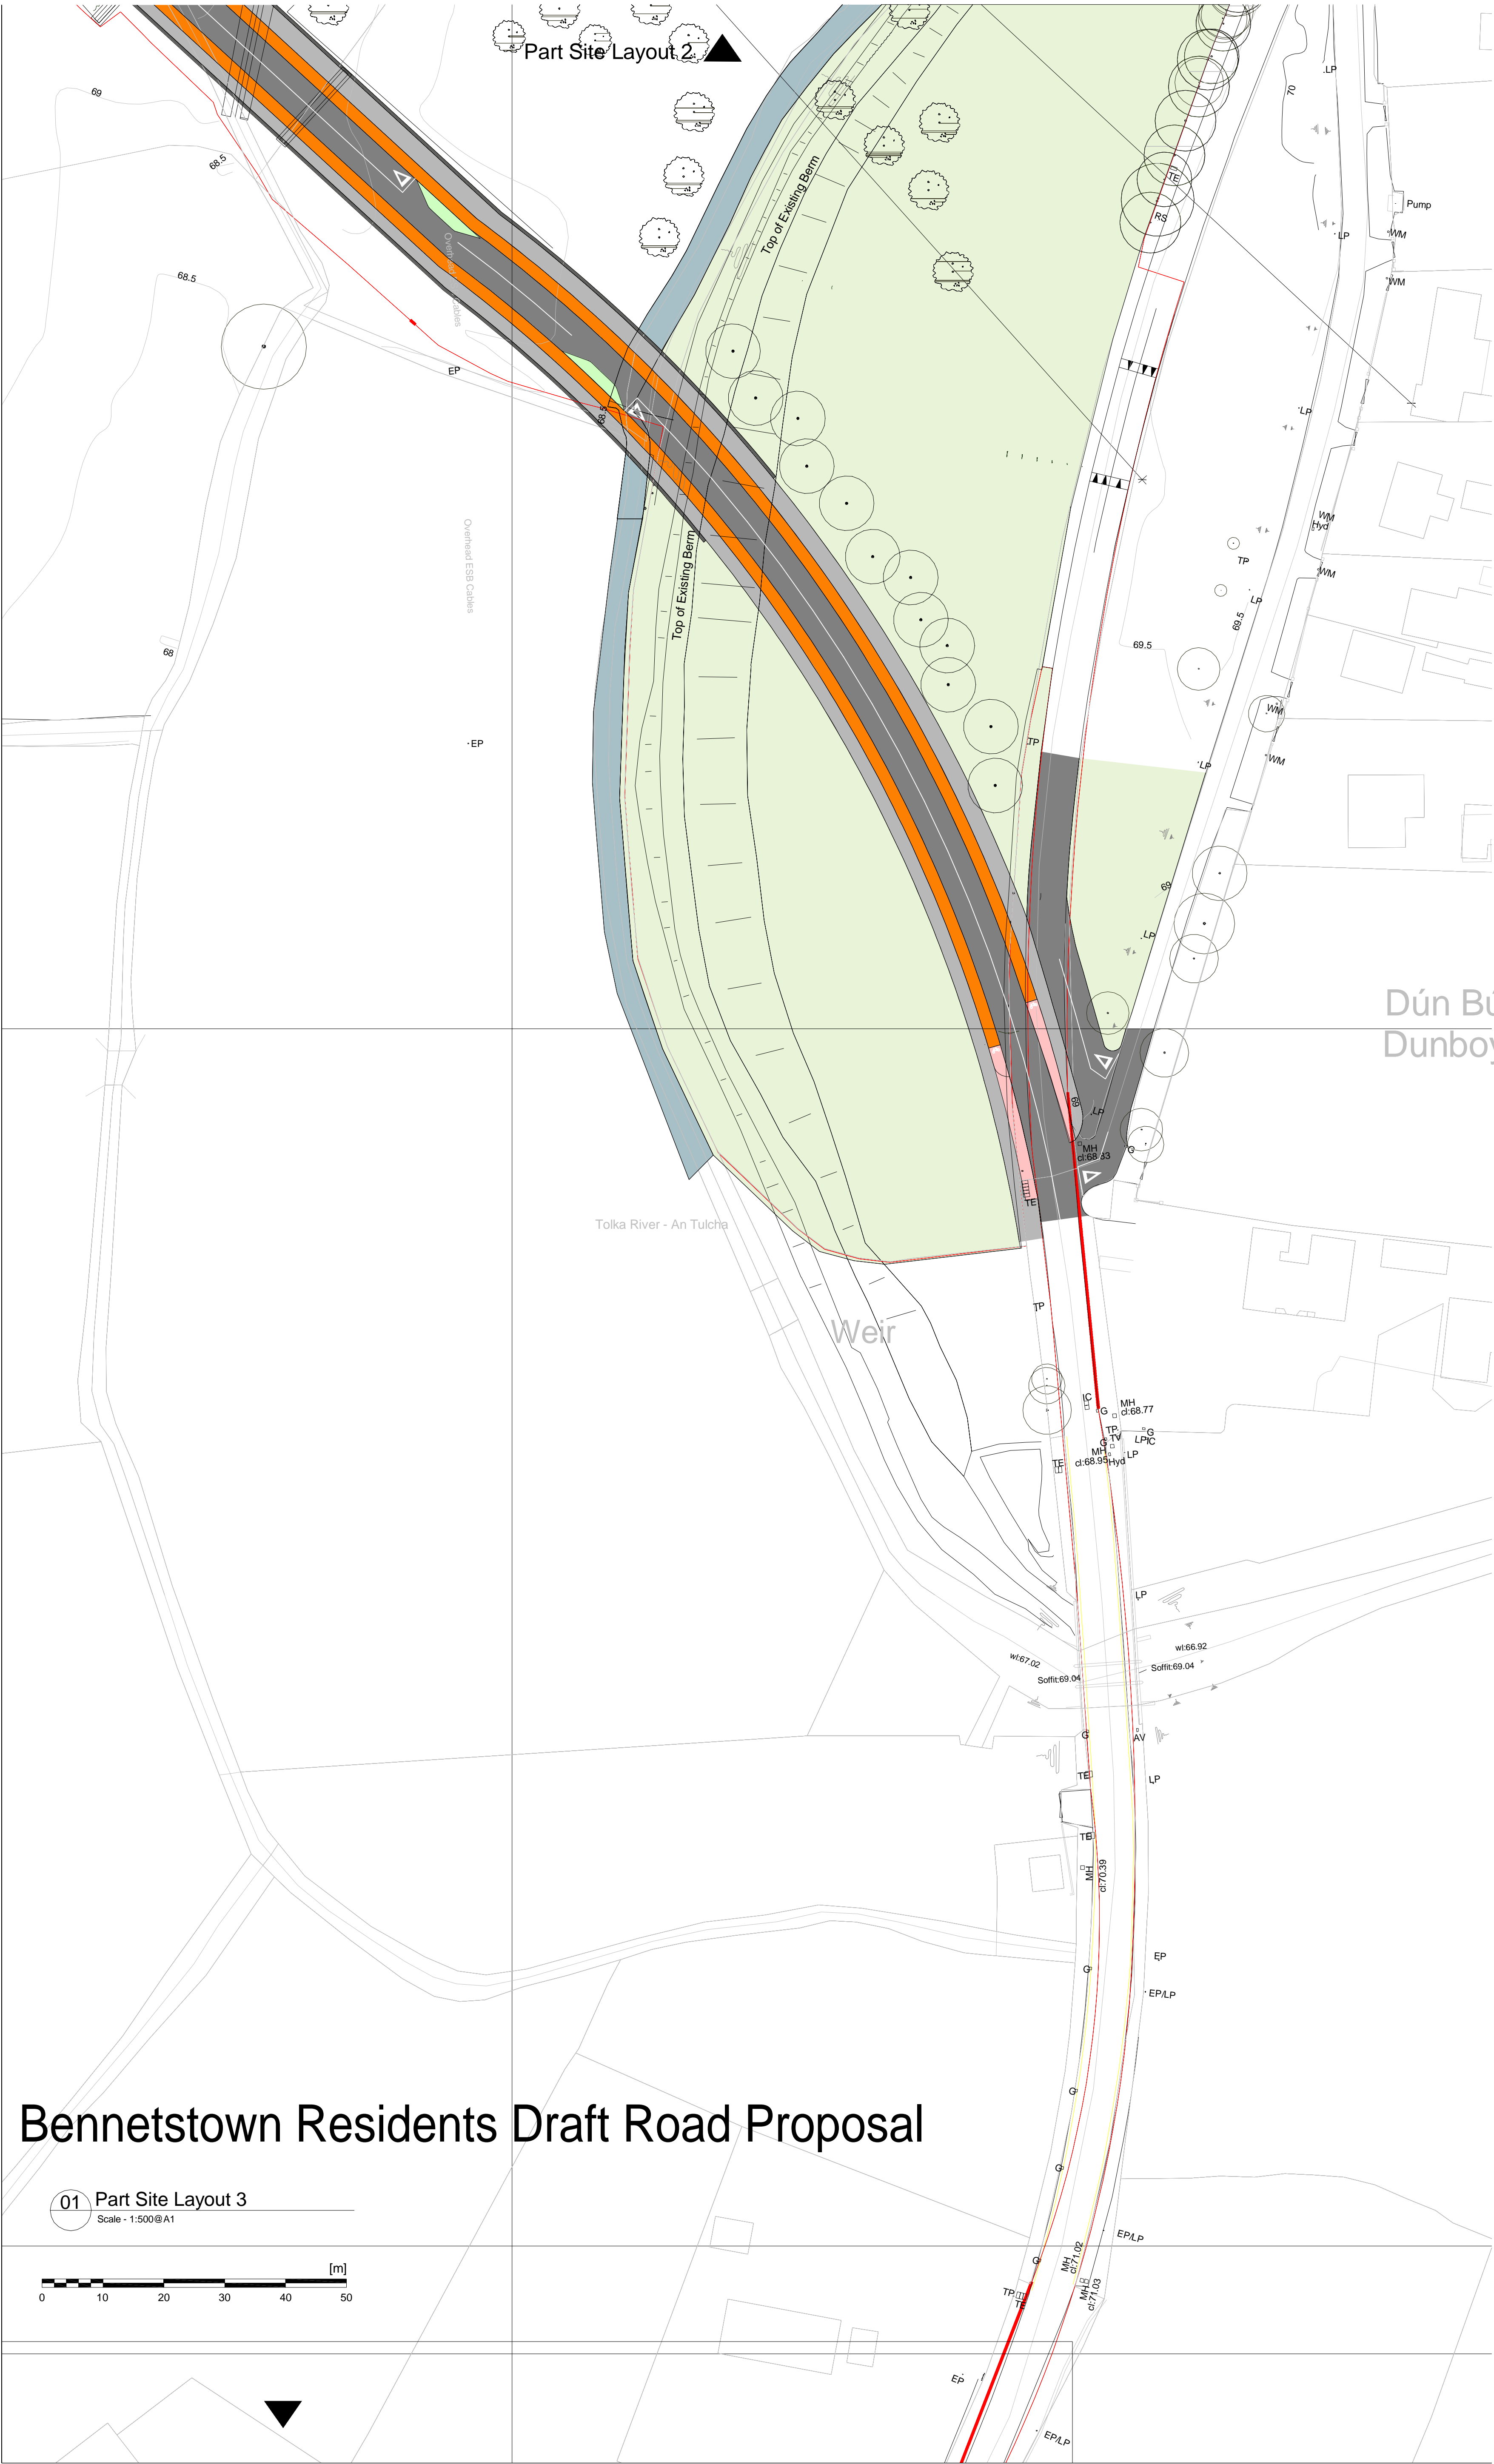 Part Site Layout 2
LP
70
69
68.5
TE
RS
Pump
LP
WM
WM
Top of Existing Berm
Overhead
Cables
68.5
EP
68.5
LP
WM
Hyd
WM
TP
LP
69.5
69.5
Overhead ESB Cables
Top of Existing Berm
68
WM
WM
LP
TP
EP
69
LP
Dún Bú
Dunboy
69
LP
MH
cl:68.83
G
TE
Tolka River - An Tulcha
TP
Weir
IC
G
MH
cl:68.77
TP
TV
G
G
LP
IC
MH
cl:68.95
Hyd
LP
TE
LP
wl:67.02
wl:66.92
Soffit:69.04
Soffit:69.04
G
AV
TE
LP
TE
MH
cl:70.39
EP
G
EP/LP
G
Bennetstown Residents Draft Road Proposal
G
01
Part Site Layout 3
Scale - 1:500@A1
EP/LP
G
MH
cl:71.02
[m]
0 10 20 30 40 50
TP
TE
MH
cl:71.03
EP
EP/LP